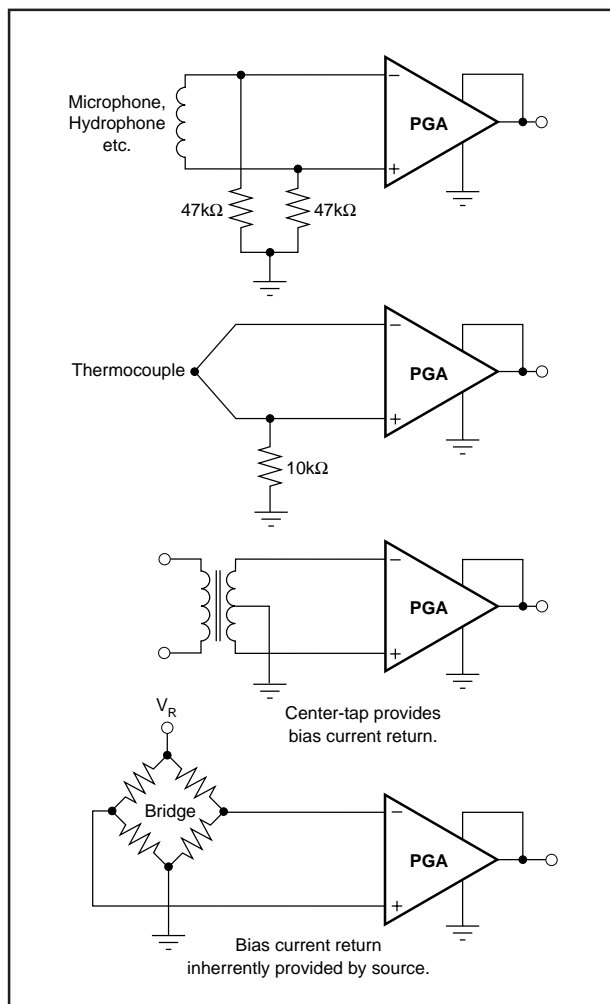 Microphone,
Hydrophone
etc.
−
PGA
+
47kΩ 47kΩ
−
Thermocouple
PGA
+
10kΩ
−
PGA
+
Center-tap provides
bias current return.
VR
Bridge
−
PGA
+
Bias current return
inherrently provided by source.